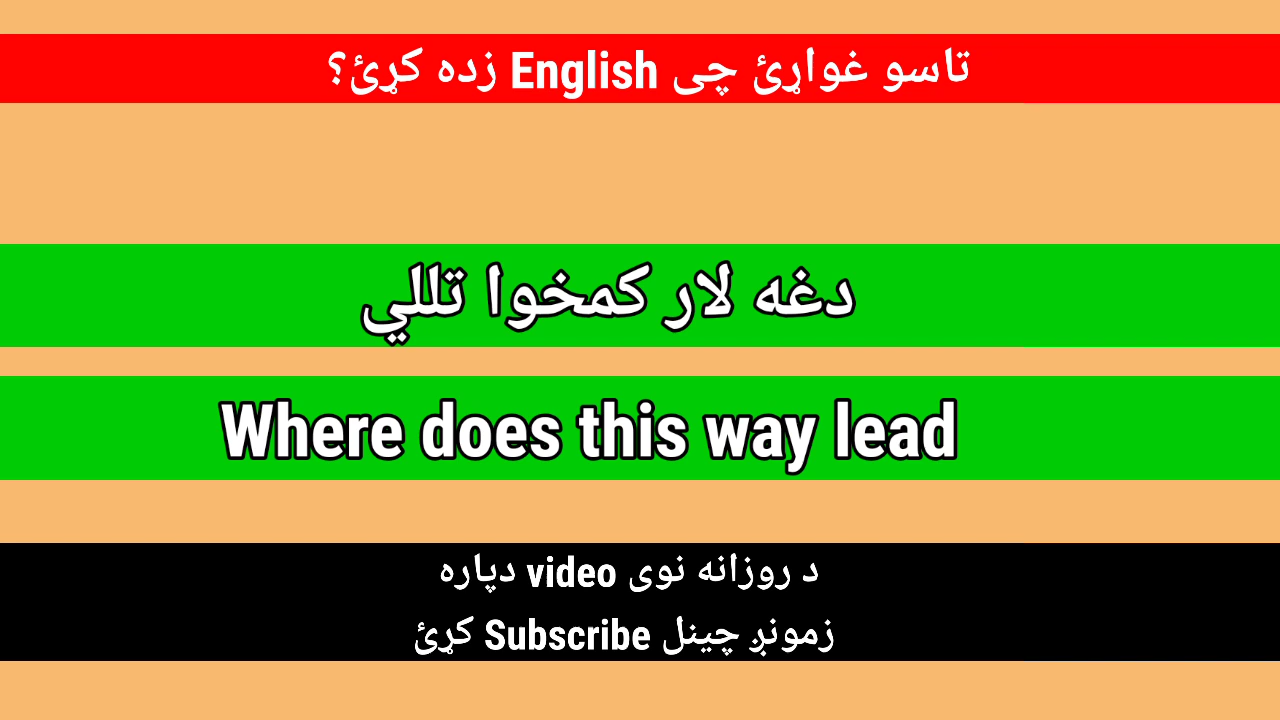 تاسو غواړئ چی English زده کړئ؟
دغه لار کمخوا تللي
Where does this way lead
د روزانه نوی video دپاره
زمونږ چینل Subscribe کړئ